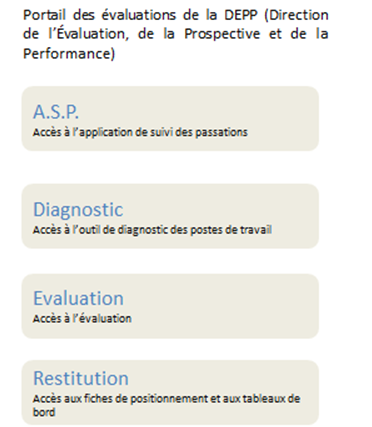 Portail des évaluations de la DEPP (Direction
de l'Évaluation, de la Prospective et de la
Performance)
A.S.P.
Accès à l'application de suivi des passations
Diagnostic
Accès à l'outil de diagnostic des postes de travail
Evaluation
Accès à l'évaluation
Restitution
Accès aux fiches de positionnement et aux tableaux de
bord